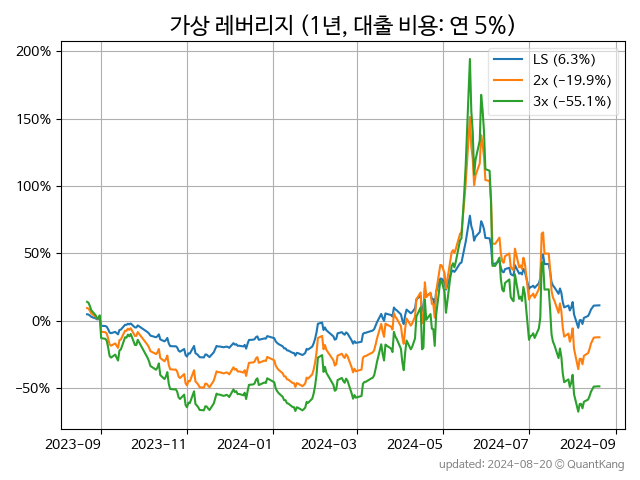 가상 레버리지 (1년, 대출 비용: 연 5%)
LS (6.3%)
2x (−19.9%)
3x (−55.1%)
200%
150%
100%
50%
0%
−50%
2023-09 2023-11 2024-01 2024-03 2024-05 2024-07 2024-09
updated: 2024-08-20 © QuantKang